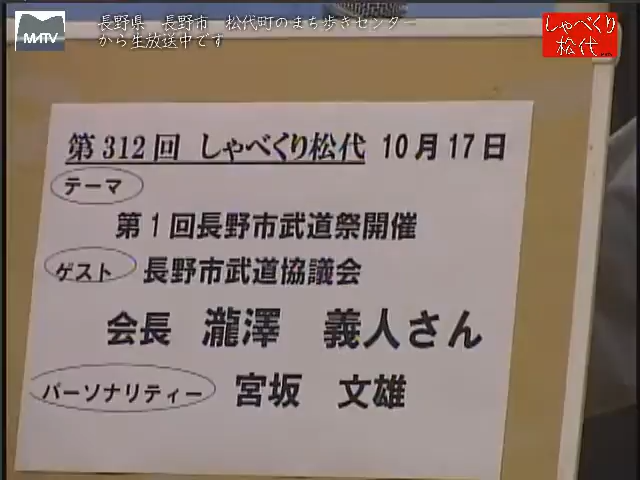 MATV
長野県 長野市 松代町のまち歩きセンター
から生放送中です
しゃべくり
松代
第312回 しゃべくり松代 10月17日
テーマ
第1回長野市武道祭開催
ゲスト 長野市武道協議会
会長 瀧澤 義人さん
パーソナリティー 宮坂 文雄